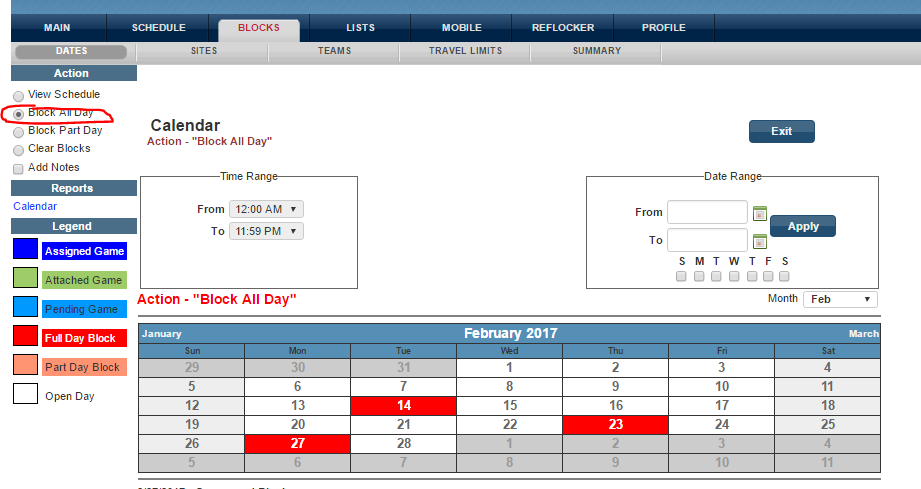 MAIN SCHEDULE BLOCKS LISTS MOBILE REFLOCKER PROFILE
DATES SITES TEAMS TRAVEL LIMITS SUMMARY
Action
View Schedule
Block All Day
Block Part Day
Clear Blocks
Add Notes
Reports
Calendar
Legend
Assigned Game
Attached Game
Pending Game
Full Day Block
Part Day Block
Open Day
Calendar
Action - "Block All Day"
Exit
Time Range
From 12:00 AM
To 11:59 PM
Date Range
From
To
Apply
S M T W T F S
Action - "Block All Day"
Month Feb
January February 2017 March
Sun Mon Tue Wed Thu Fri Sat
29 30 31 1 2 3 4
5 6 7 8 9 10 11
12 13 14 15 16 17 18
19 20 21 22 23 24 25
26 27 28 1 2 3 4
5 6 7 8 9 10 11